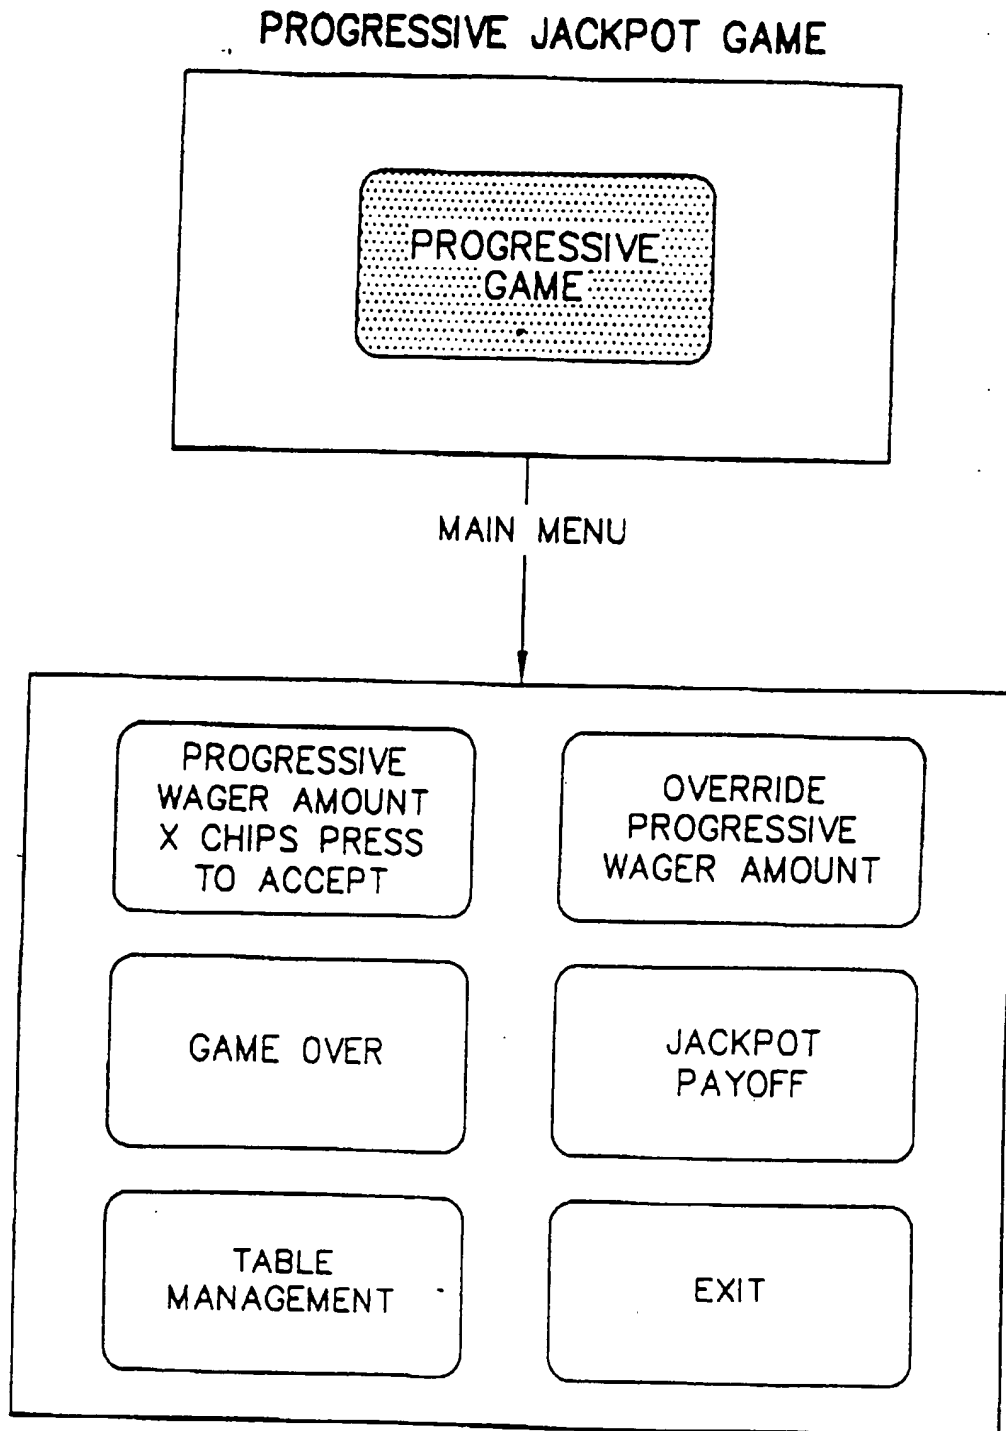 PROGRESSIVE JACKPOT GAME
PROGRESSIVE
GAME
MAIN MENU
PROGRESSIVE
WAGER AMOUNT
X CHIPS PRESS
TO ACCEPT
OVERRIDE
PROGRESSIVE
WAGER AMOUNT
GAME OVER
JACKPOT
PAYOFF
TABLE
MANAGEMENT
EXIT